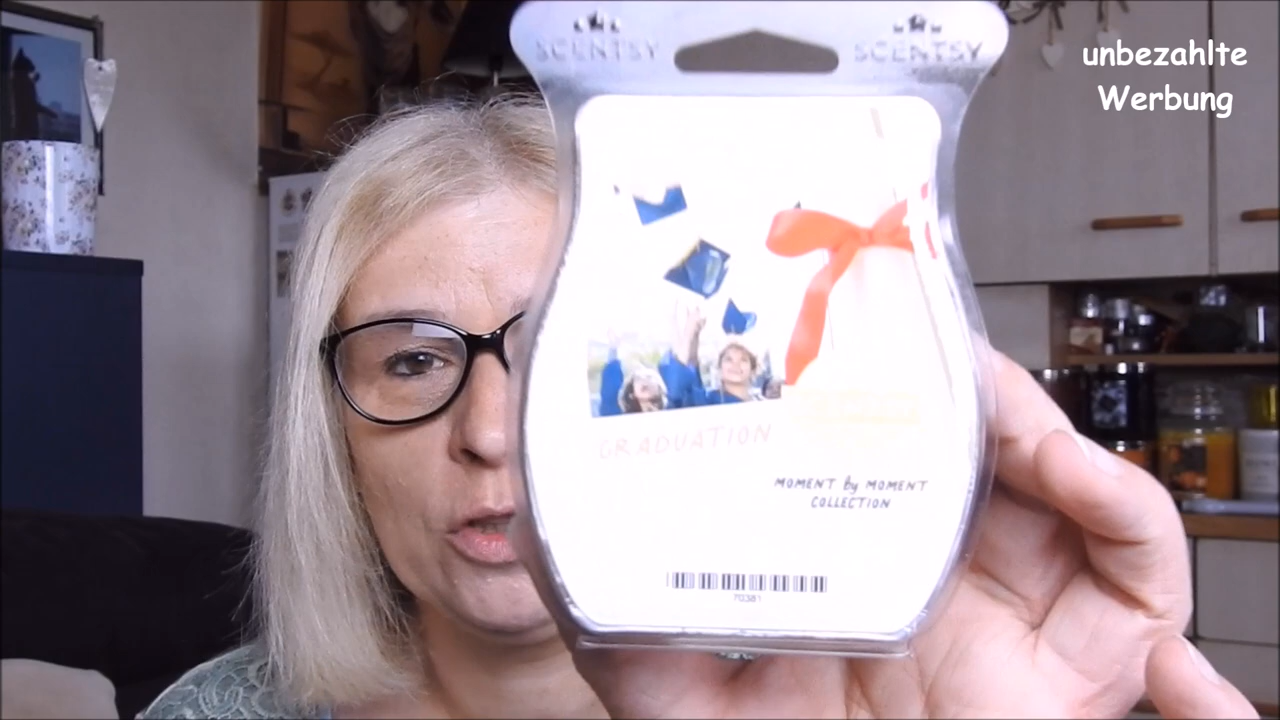 SCENTSY SCENTSY
unbezahlte
Werbung
GRADUATION
MOMENT by MOMENT
COLLECTION
70381